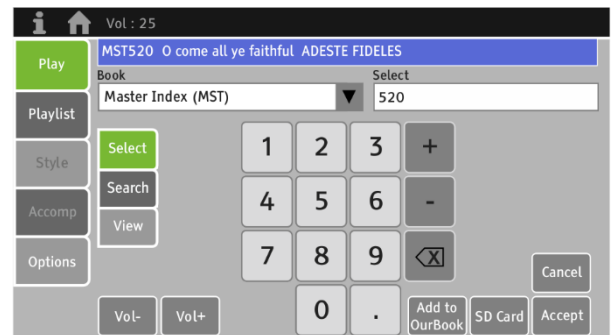 Vol : 25
Play
MST520 O come all ye faithful ADESTE FIDELES
Book
Select
Master Index (MST)
520
Playlist
Select
1 2 3 +
Style
Search
4 5 6 -
Accomp
View
7 8 9 X
Options
Cancel
Vol-
Vol+
0 .
Add to
OurBook
SD Card
Accept